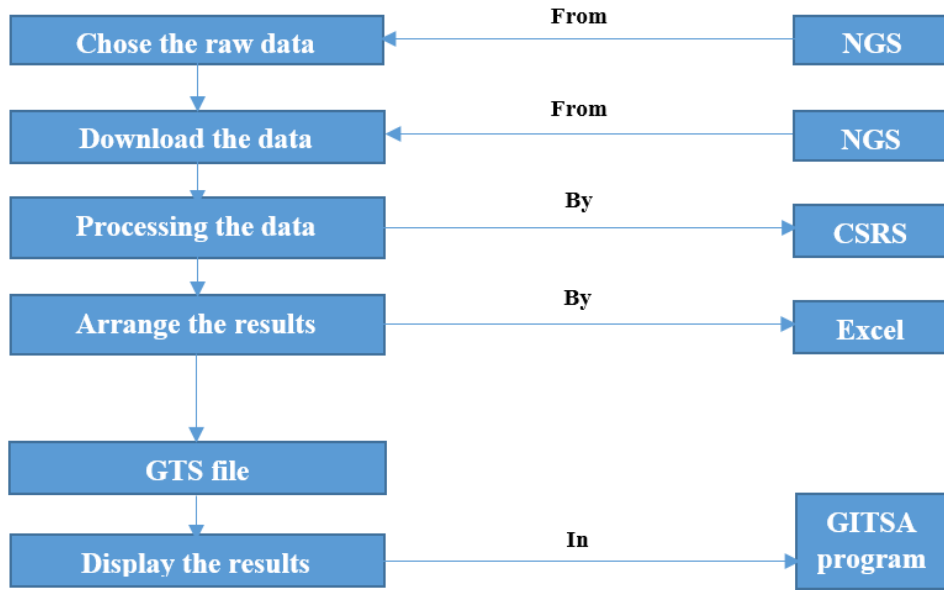 From
Chose the raw data
NGS
From
Download the data
NGS
By
Processing the data
CSRS
By
Arrange the results
Excel
GTS file
GITSA
program
In
Display the results